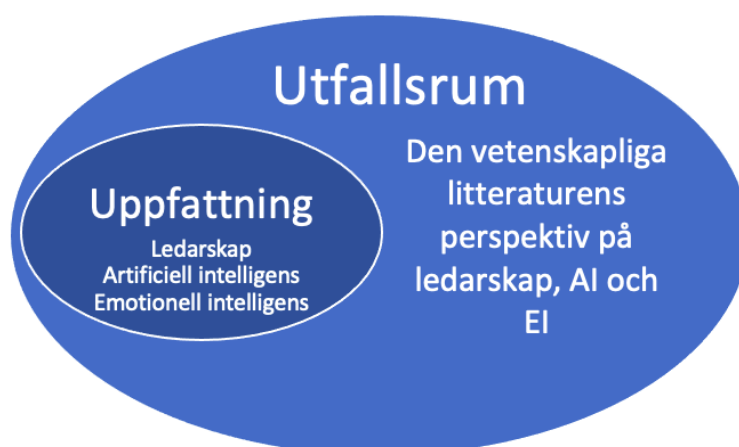 Utfallsrum
Uppfattning
Ledarskap
Artificiell intelligens
Emotionell intelligens
Den vetenskapliga
litteraturens
perspektiv på
ledarskap, AI och
EI